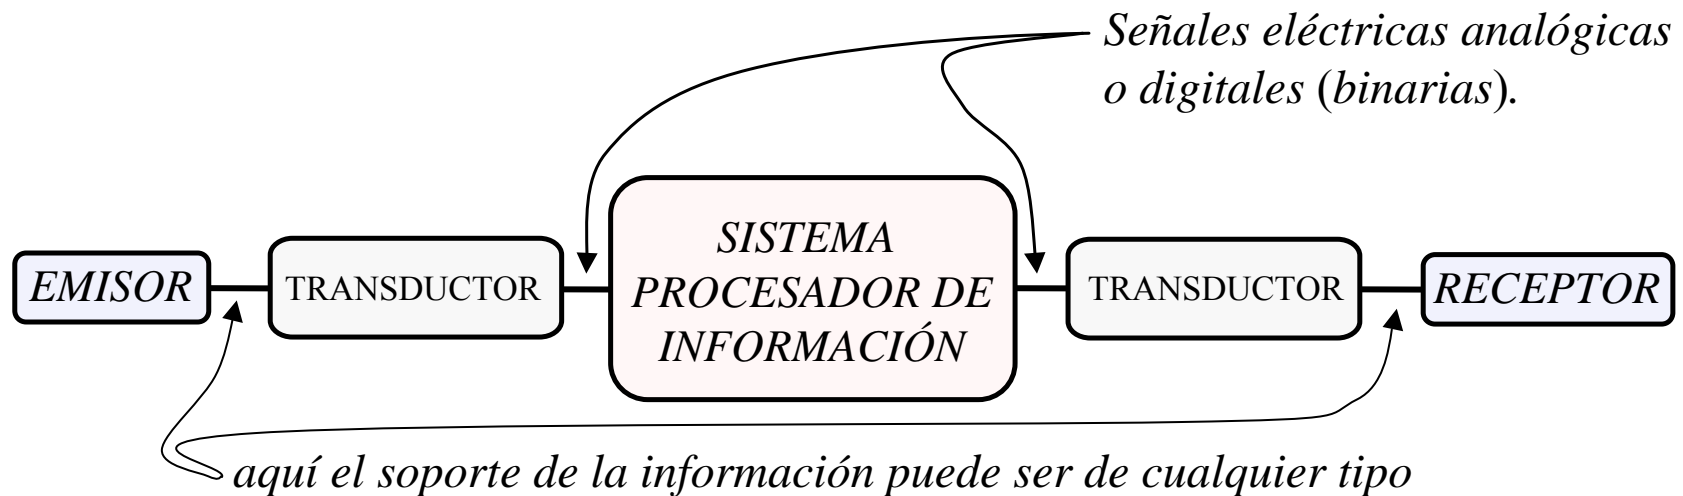 Señales eléctricas analógicas
o digitales (binarias).
EMISOR
TRANSDUCTOR
SISTEMA
PROCESADOR DE
INFORMACIÓN
TRANSDUCTOR
RECEPTOR
aquí el soporte de la información puede ser de cualquier tipo